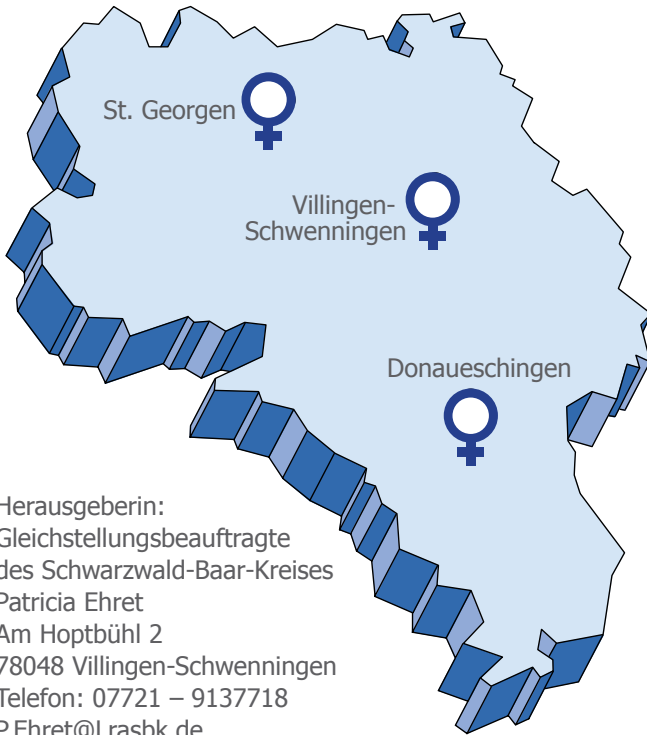 St. Georgen
Villingen-
Schwenningen
Donaueschingen
Herausgeberin:
Gleichstellungsbeauftragte
des Schwarzwald-Baar-Kreises
Patricia Ehret
Am Hoptbühl 2
78048 Villingen-Schwenningen
Telefon: 07721 – 9137718
P.Ehret@Lrasbk.de